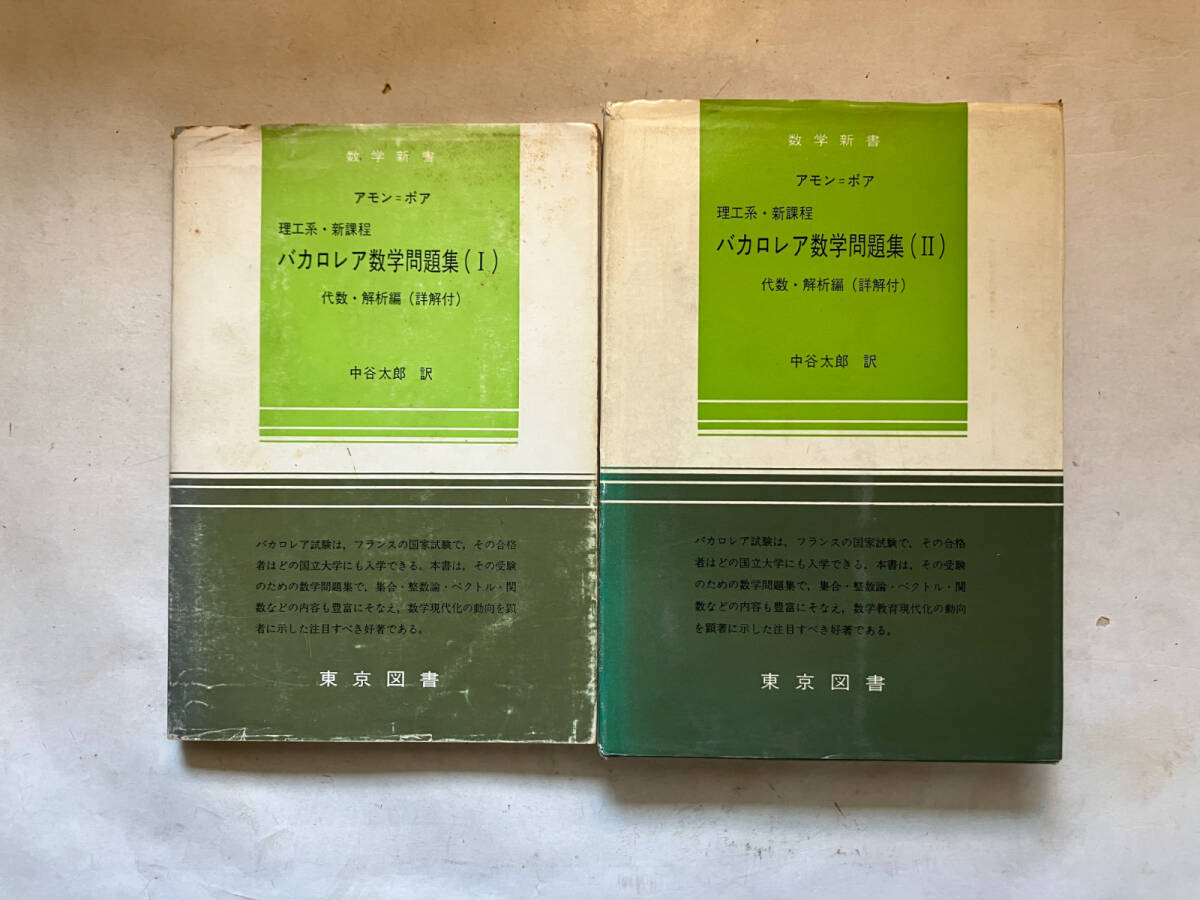 数学新書
アモン=ポア
理工系・新課程
バカロレア数学問題集(I)
代数・解析編(詳解付)
中谷太郎 訳
バカロレア試験は,フランスの国家試験で,その合格
者はどの国立大学にも入学できる。本書は,その受験
のための数学問題集で,集合・整数論・ベクトル・関
数などの内容も豊富にそなえ,数学現代化の動向を顕
者に示した注目すべき好著である。
東京図書
数学新書
アモン=ポア
理工系・新課程
バカロレア数学問題集(II)
代数・解析編(詳解付)
中谷太郎 訳
バカロレア試験は,フランスの国家試験で,その合格
者はどの国立大学にも入学できる。本書は,その受験
のための数学問題集で,集合・整数論・ベクトル・関
数などの内容も豊富にそなえ,数学教育現代化の動向
を顕著に示した注目すべき好著である。
東京図書